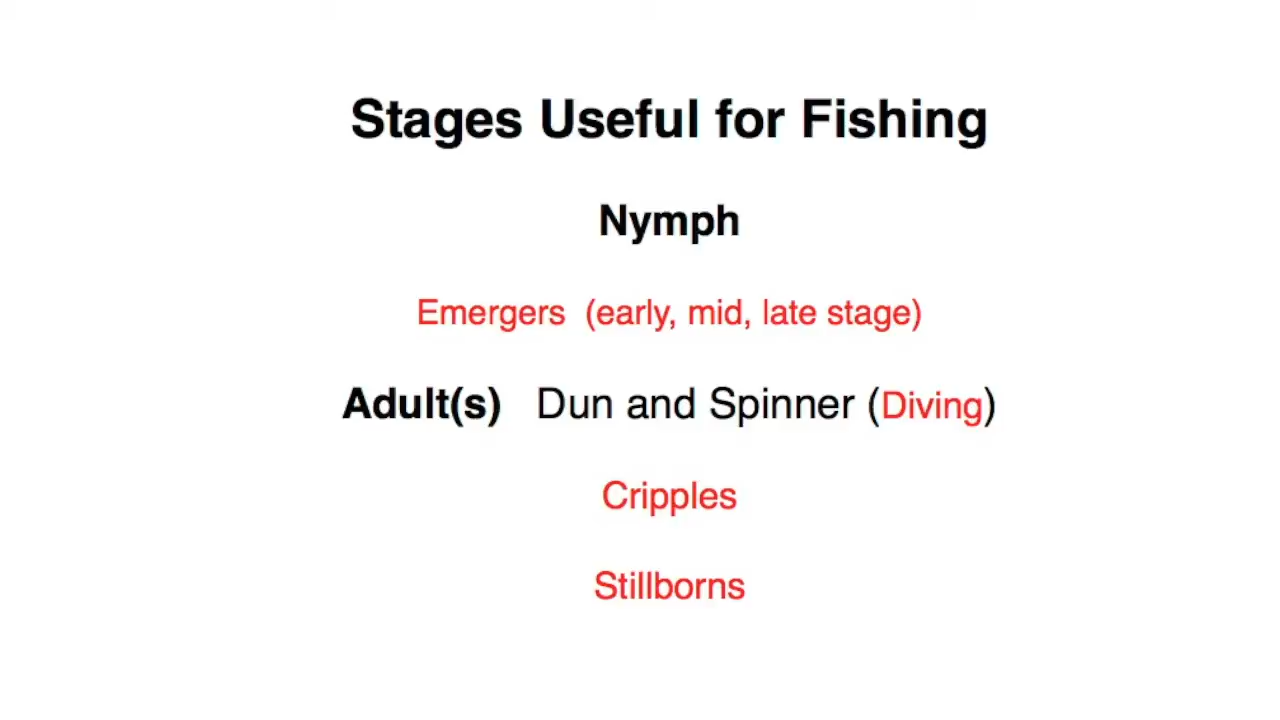 Stages Useful for Fishing
Nymph
Emergers (early, mid, late stage)
Adult(s) Dun and Spinner (Diving)
Cripples
Stillborns